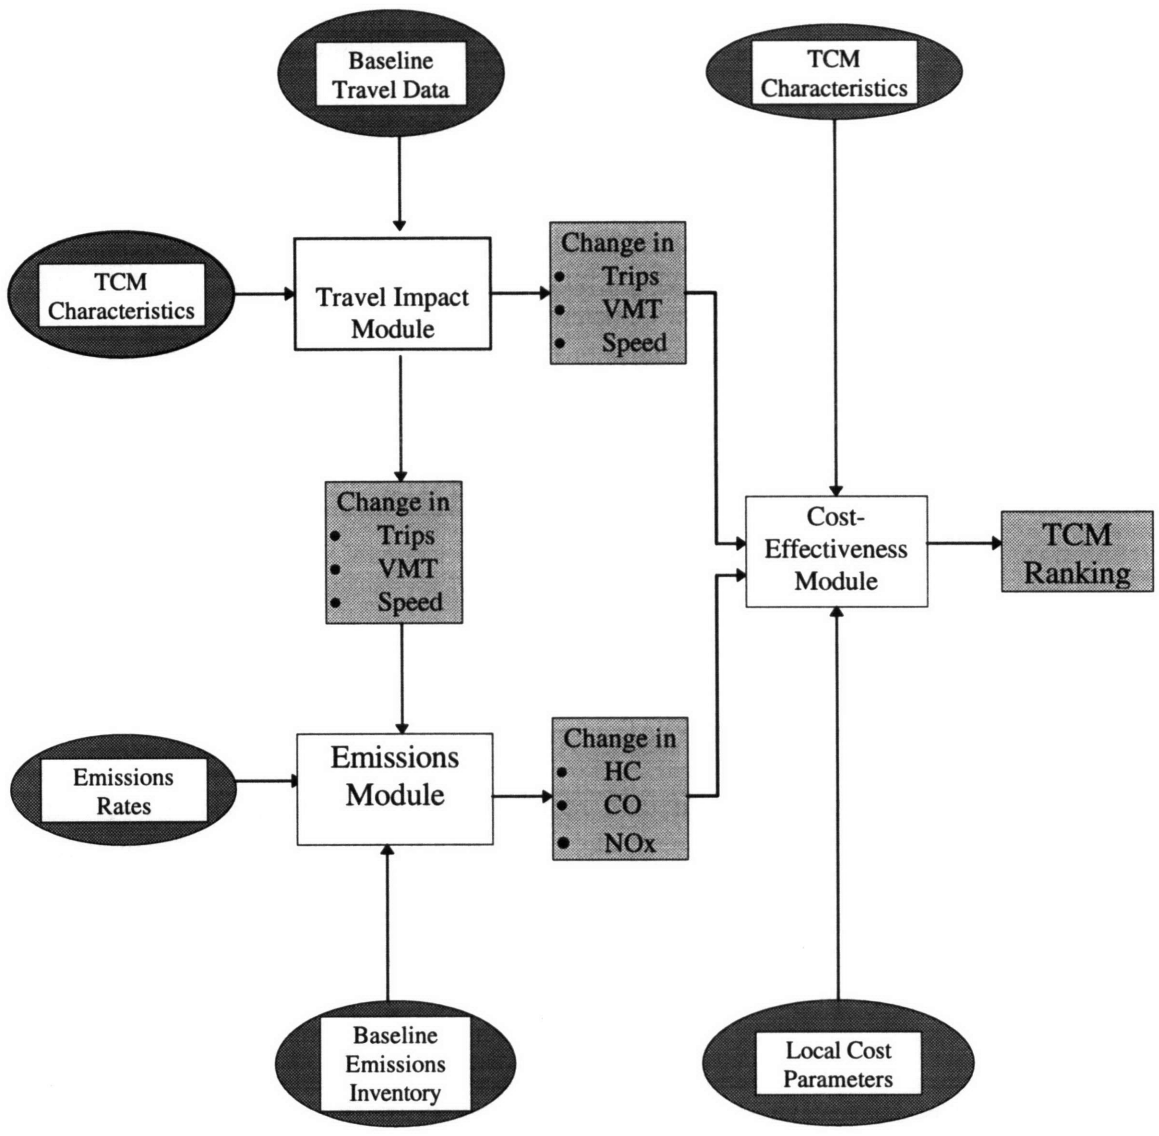 Baseline
Travel Data
TCM
Characteristics
TCM
Characteristics
Travel Impact
Module
Change in
• Trips
• VMT
• Speed
Change in
• Trips
• VMT
• Speed
Cost-
Effectiveness
Module
TCM
Ranking
Emissions
Rates
Emissions
Module
Change in
• HC
• CO
• NOx
Baseline
Emissions
Inventory
Local Cost
Parameters